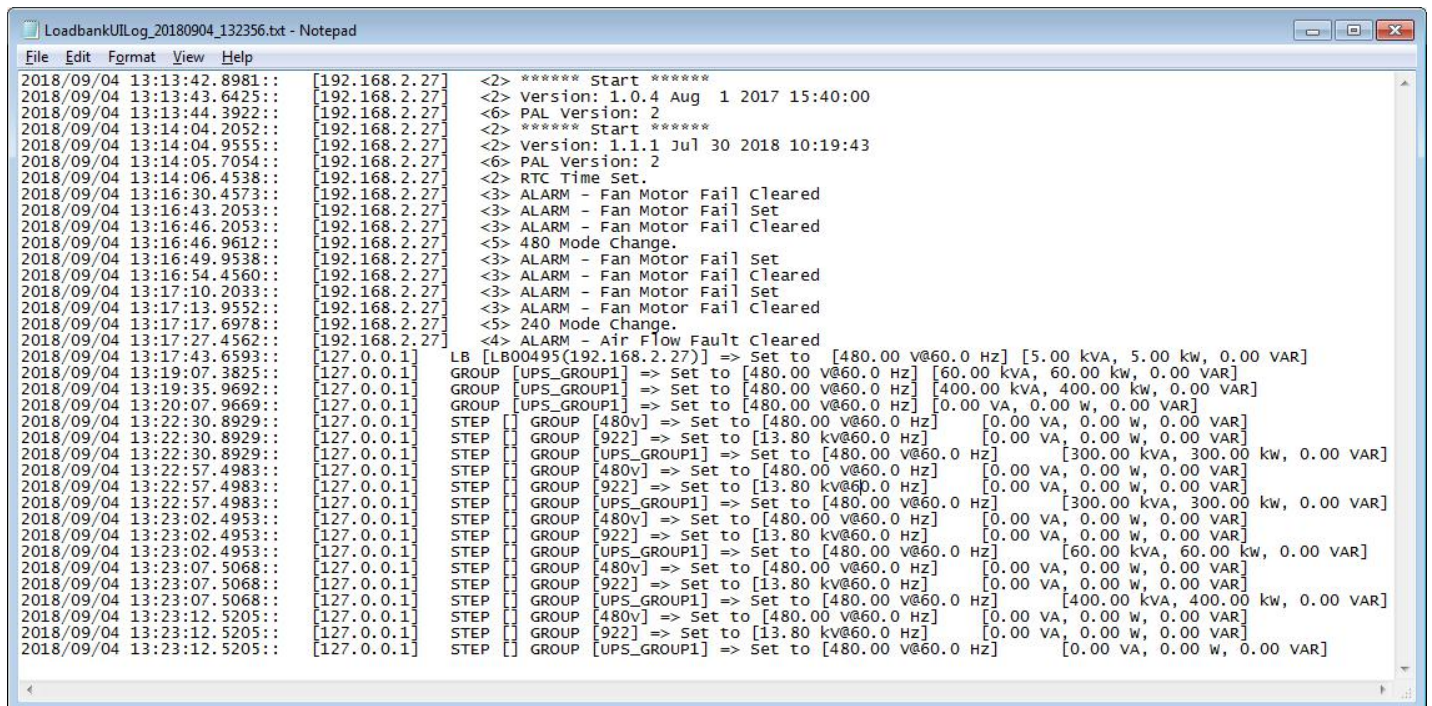 LoadbankUILog_20180904_132356.txt - Notepad
File Edit Format View Help
2018/09/04 13:13:42.8981:: [192.168.2.27] <2> ****** Start ******
2018/09/04 13:13:43.6425:: [192.168.2.27] <2> Version: 1.0.4 Aug 1 2017 15:40:00
2018/09/04 13:13:44.3922:: [192.168.2.27] <6> PAL Version: 2
2018/09/04 13:14:04.2052:: [192.168.2.27] <2> ****** Start ******
2018/09/04 13:14:04.9555:: [192.168.2.27] <2> Version: 1.1.1 Jul 30 2018 10:19:43
2018/09/04 13:14:05.7054:: [192.168.2.27] <6> PAL Version: 2
2018/09/04 13:14:06.4538:: [192.168.2.27] <2> RTC Time Set.
2018/09/04 13:16:30.4573:: [192.168.2.27] <3> ALARM - Fan Motor Fail Cleared
2018/09/04 13:16:43.2053:: [192.168.2.27] <3> ALARM - Fan Motor Fail Set
2018/09/04 13:16:46.2053:: [192.168.2.27] <3> ALARM - Fan Motor Fail Cleared
2018/09/04 13:16:46.9612:: [192.168.2.27] <5> 480 Mode Change.
2018/09/04 13:16:49.9538:: [192.168.2.27] <3> ALARM - Fan Motor Fail Set
2018/09/04 13:16:54.4560:: [192.168.2.27] <3> ALARM - Fan Motor Fail Cleared
2018/09/04 13:17:10.2033:: [192.168.2.27] <3> ALARM - Fan Motor Fail Set
2018/09/04 13:17:13.9552:: [192.168.2.27] <3> ALARM - Fan Motor Fail Cleared
2018/09/04 13:17:17.6978:: [192.168.2.27] <5> 240 Mode Change.
2018/09/04 13:17:27.4562:: [192.168.2.27] <4> ALARM - Air Flow Fault Cleared
2018/09/04 13:17:43.6593:: [127.0.0.1] LB [LB00495(192.168.2.27)] => Set to [480.00 V@60.0 Hz] [5.00 kVA, 5.00 kW, 0.00 VAR]
2018/09/04 13:19:07.3825:: [127.0.0.1] GROUP [UPS_GROUP1] => Set to [480.00 V@60.0 Hz] [60.00 kVA, 60.00 kW, 0.00 VAR]
2018/09/04 13:19:35.9692:: [127.0.0.1] GROUP [UPS_GROUP1] => Set to [480.00 V@60.0 Hz] [400.00 kVA, 400.00 kW, 0.00 VAR]
2018/09/04 13:20:07.9669:: [127.0.0.1] GROUP [UPS_GROUP1] => Set to [480.00 V@60.0 Hz] [0.00 VA, 0.00 W, 0.00 VAR]
2018/09/04 13:22:30.8929:: [127.0.0.1] STEP [] GROUP [480v] => Set to [480.00 V@60.0 Hz] [0.00 VA, 0.00 W, 0.00 VAR]
2018/09/04 13:22:30.8929:: [127.0.0.1] STEP [] GROUP [922] => Set to [13.80 kV@60.0 Hz] [0.00 VA, 0.00 W, 0.00 VAR]
2018/09/04 13:22:30.8929:: [127.0.0.1] STEP [] GROUP [UPS_GROUP1] => Set to [480.00 V@60.0 Hz] [300.00 kVA, 300.00 kW, 0.00 VAR]
2018/09/04 13:22:57.4983:: [127.0.0.1] STEP [] GROUP [480v] => Set to [480.00 V@60.0 Hz] [0.00 VA, 0.00 W, 0.00 VAR]
2018/09/04 13:22:57.4983:: [127.0.0.1] STEP [] GROUP [922] => Set to [13.80 kV@60.0 Hz] [0.00 VA, 0.00 W, 0.00 VAR]
2018/09/04 13:22:57.4983:: [127.0.0.1] STEP [] GROUP [UPS_GROUP1] => Set to [480.00 V@60.0 Hz] [300.00 kVA, 300.00 kW, 0.00 VAR]
2018/09/04 13:23:02.4953:: [127.0.0.1] STEP [] GROUP [480v] => Set to [480.00 V@60.0 Hz] [0.00 VA, 0.00 W, 0.00 VAR]
2018/09/04 13:23:02.4953:: [127.0.0.1] STEP [] GROUP [922] => Set to [13.80 kV@60.0 Hz] [0.00 VA, 0.00 W, 0.00 VAR]
2018/09/04 13:23:02.4953:: [127.0.0.1] STEP [] GROUP [UPS_GROUP1] => Set to [480.00 V@60.0 Hz] [60.00 kVA, 60.00 kW, 0.00 VAR]
2018/09/04 13:23:07.5068:: [127.0.0.1] STEP [] GROUP [480v] => Set to [480.00 V@60.0 Hz] [0.00 VA, 0.00 W, 0.00 VAR]
2018/09/04 13:23:07.5068:: [127.0.0.1] STEP [] GROUP [922] => Set to [13.80 kV@60.0 Hz] [0.00 VA, 0.00 W, 0.00 VAR]
2018/09/04 13:23:07.5068:: [127.0.0.1] STEP [] GROUP [UPS_GROUP1] => Set to [480.00 V@60.0 Hz] [400.00 kVA, 400.00 kW, 0.00 VAR]
2018/09/04 13:23:12.5205:: [127.0.0.1] STEP [] GROUP [480v] => Set to [480.00 V@60.0 Hz] [0.00 VA, 0.00 W, 0.00 VAR]
2018/09/04 13:23:12.5205:: [127.0.0.1] STEP [] GROUP [922] => Set to [13.80 kV@60.0 Hz] [0.00 VA, 0.00 W, 0.00 VAR]
2018/09/04 13:23:12.5205:: [127.0.0.1] STEP [] GROUP [UPS_GROUP1] => Set to [480.00 V@60.0 Hz] [0.00 VA, 0.00 W, 0.00 VAR]